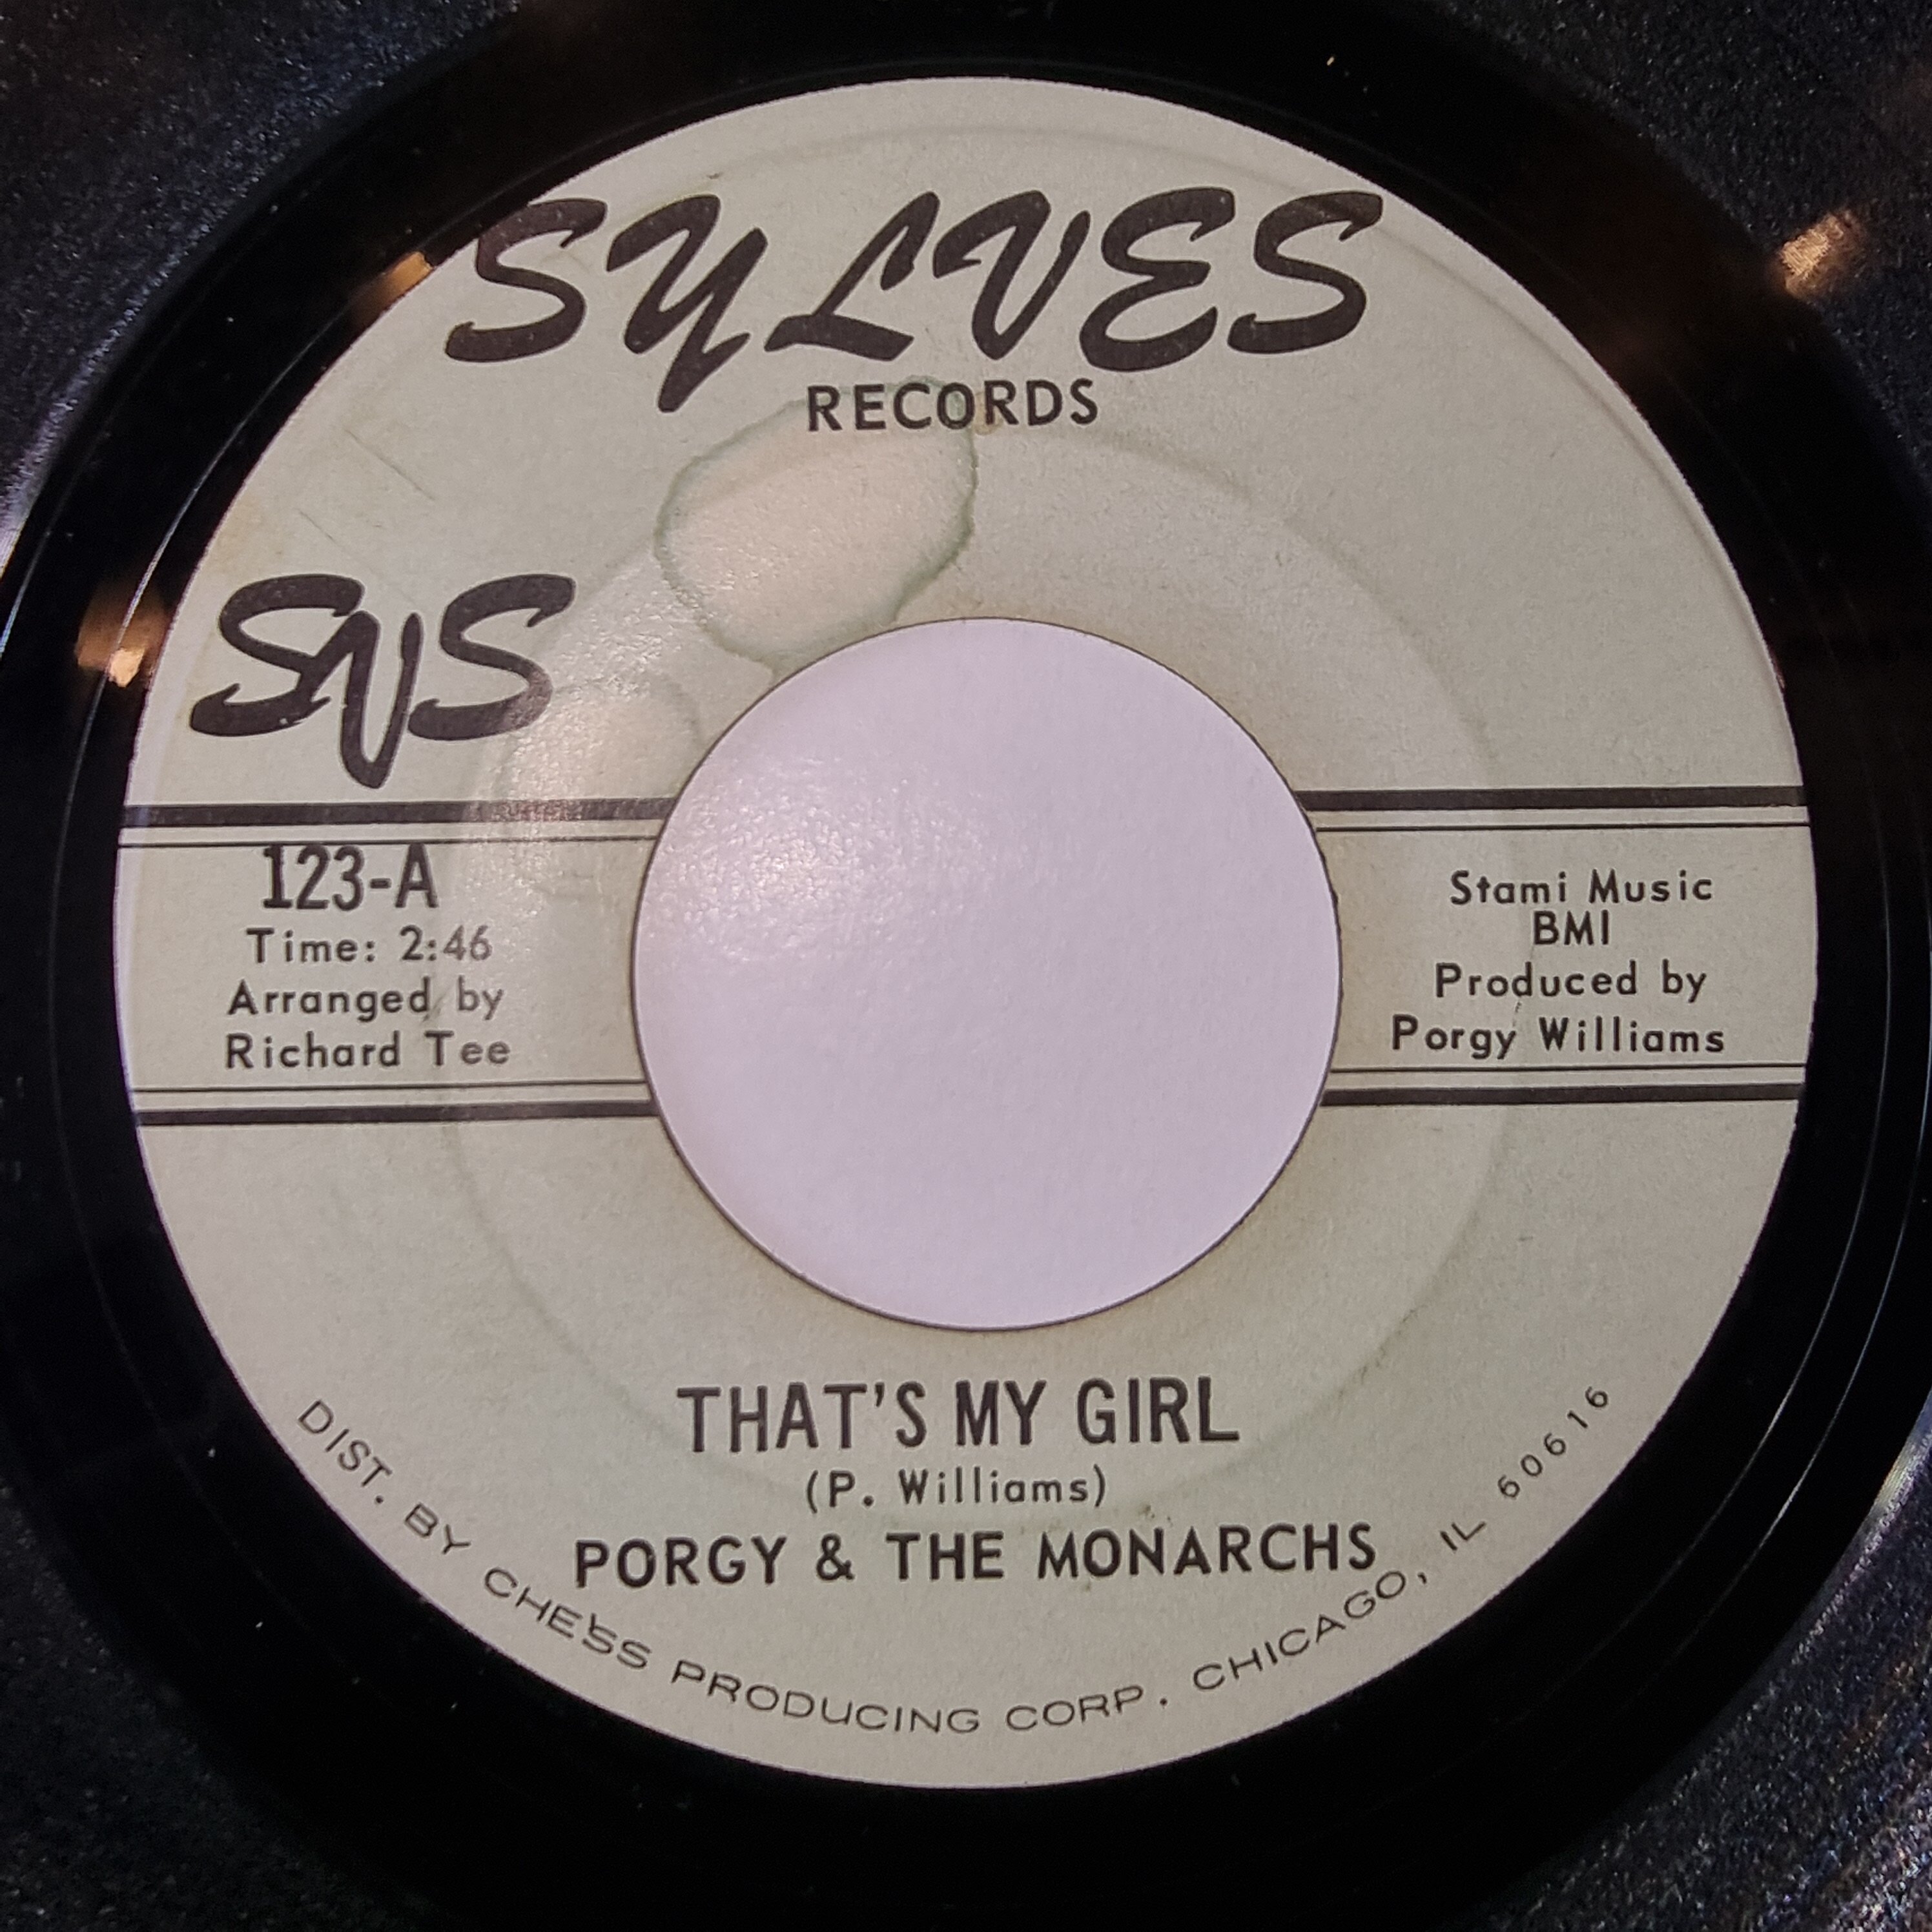 SYLVES
RECORDS
SVS
123-A
Time: 2:46
Arranged by
Richard Tee
Stami Music
BMI
Produced by
Porgy Williams
THAT'S MY GIRL
(P. Williams)
PORGY & THE MONARCHS
DIST. BY CHESS PRODUCING CORP. CHICAGO, IL 60616